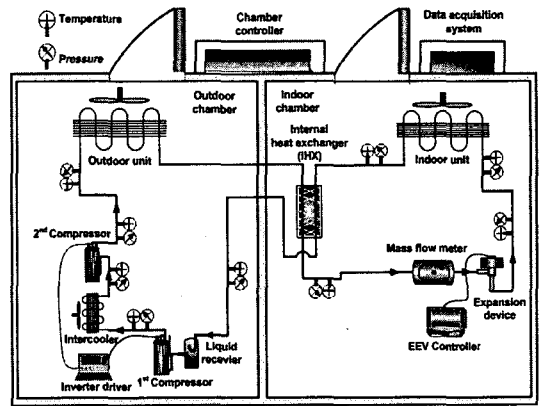 Temperature
Pressure
Chamber
controller
Data acquisition
system
Outdoor
chamber
Indoor
chamber
Outdoor unit
Internal
heat exchanger
(IHX)
Indoor unit
2nd Compressor
Mass flow meter
Intercooler
Liquid
recevier
Expansion
device
EEV Controller
Inverter driver
1st Compressor